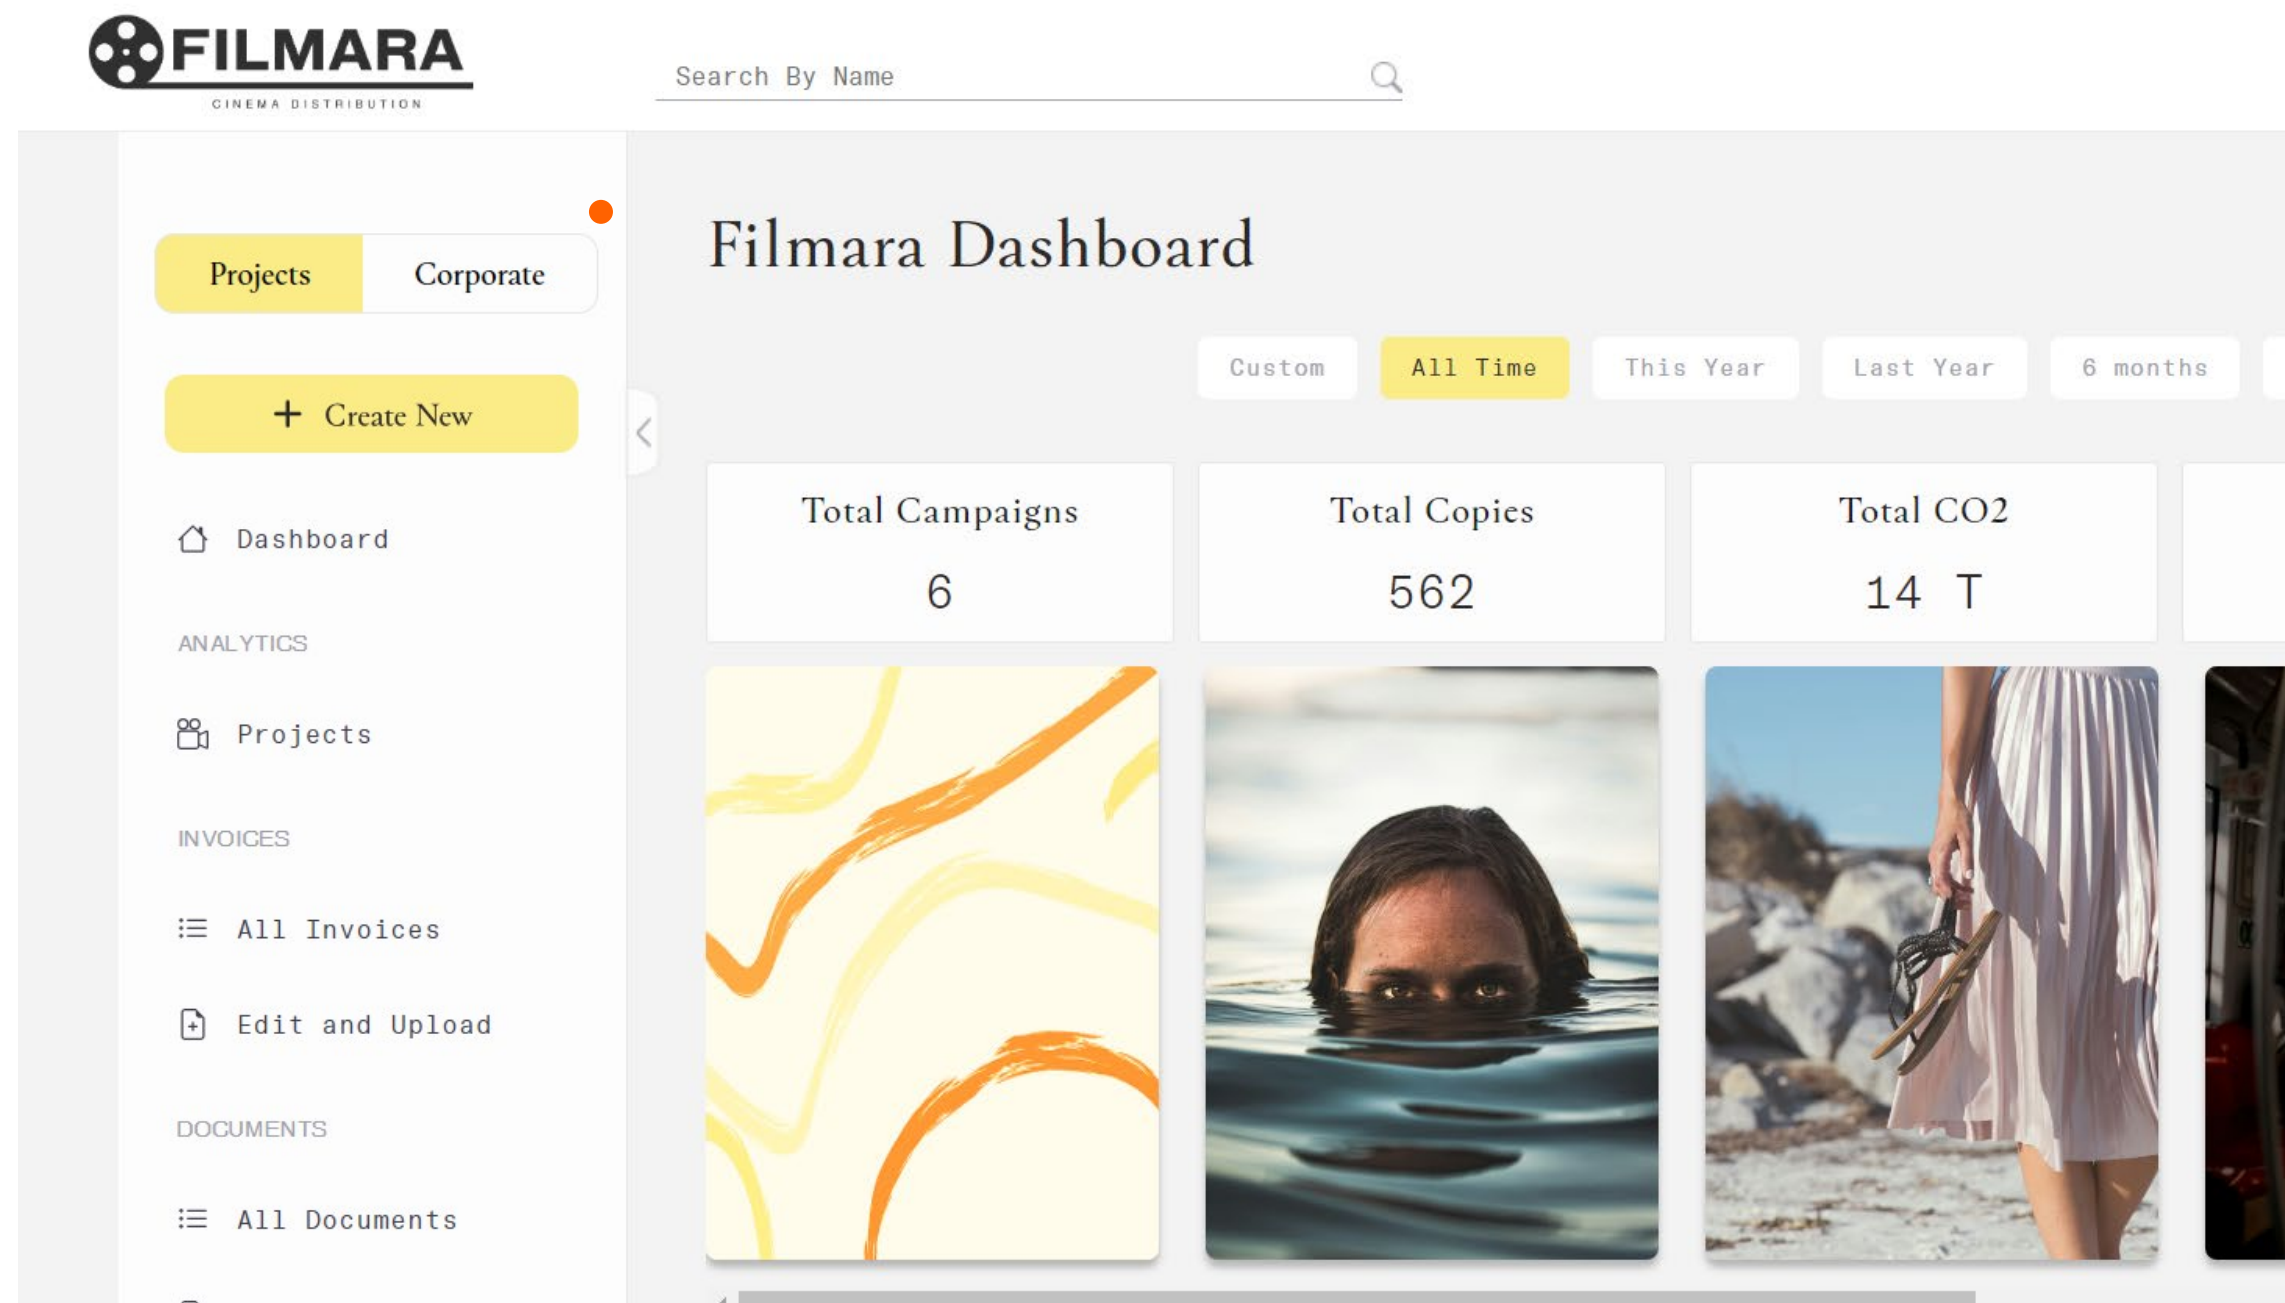 FILMARA
CINEMA DISTRIBUTION
Search By Name
Projects
Corporate
+ Create New
Dashboard
ANALYTICS
Projects
INVOICES
All Invoices
Edit and Upload
DOCUMENTS
All Documents
Filmara Dashboard
Custom
All Time
This Year
Last Year
6 months
Total Campaigns
6
Total Copies
562
Total CO2
14 T